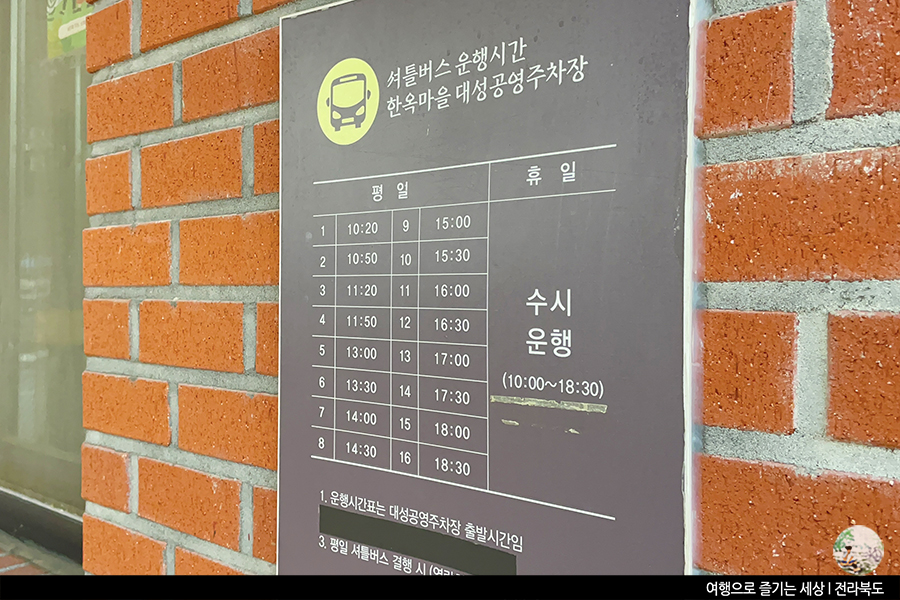 셔틀버스 운행시간
한옥마을 대성공영주차장
평 일 휴 일
1 10:20 9 15:00
2 10:50 10 15:30
3 11:20 11 16:00
4 11:50 12 16:30
5 13:00 13 17:00
6 13:30 14 17:30
7 14:00 15 18:00
8 14:30 16 18:30
수시
운행
(10:00~18:30)
1. 운행시간표는 대성공영주차장 출발시간임
3. 평일 셔틀버스 결행 시
여행으로 즐기는 세상 | 전라북도